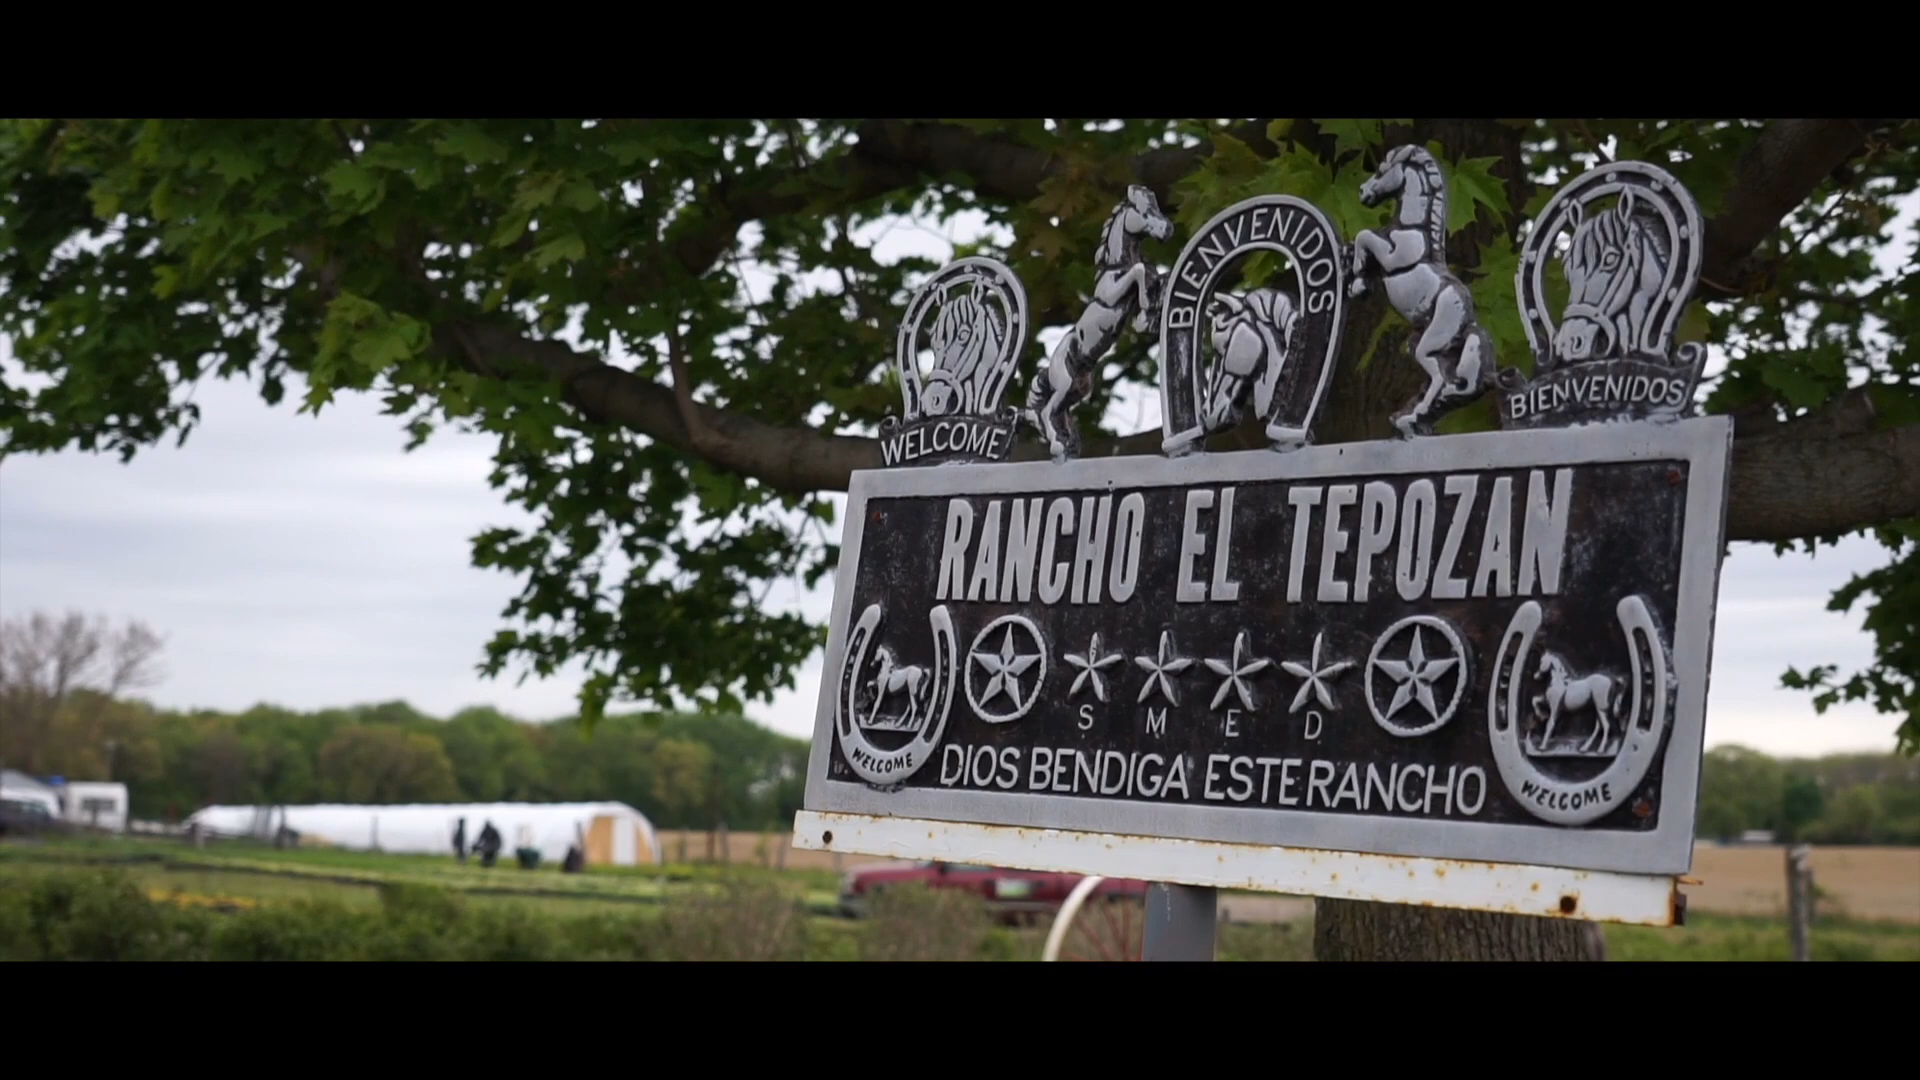 WELCOME
BIENVENIDOS
BIENVENIDOS
RANCHO EL TEPOZAN
S M E D
WELCOME
DIOS BENDIGA ESTE RANCHO
WELCOME